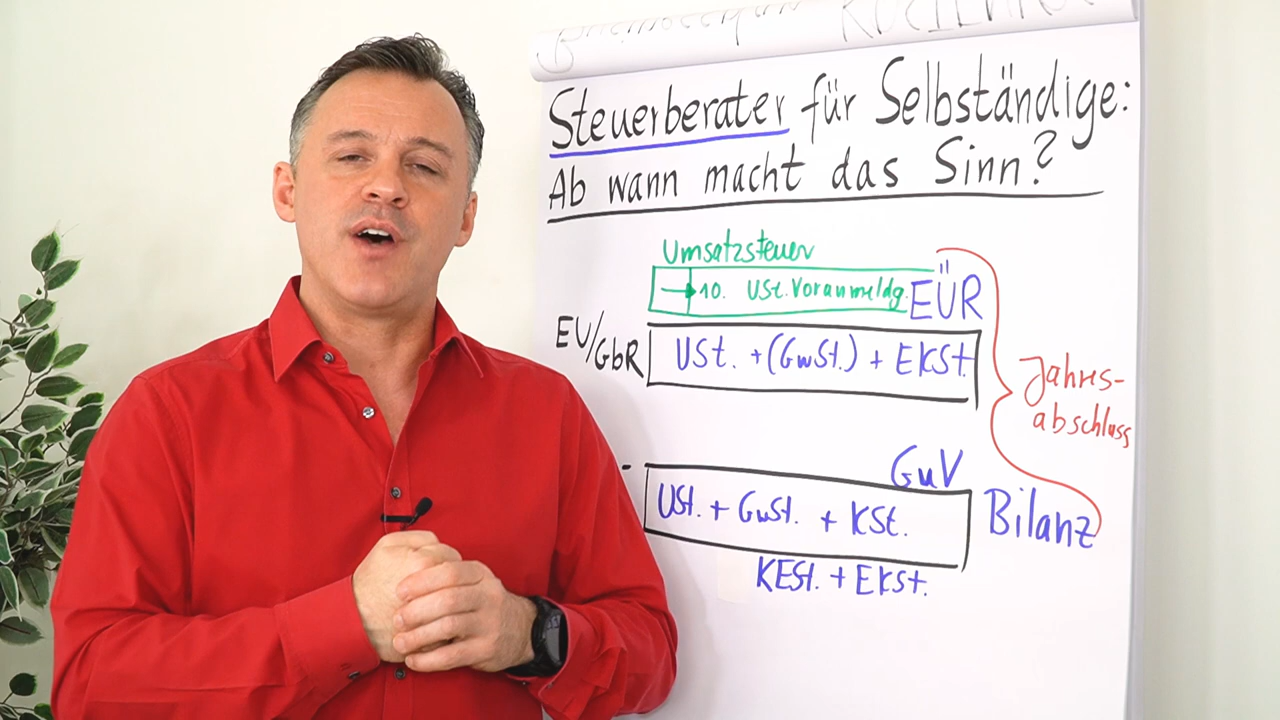 Steuerberater für Selbständige:
Ab wann macht das Sinn?
Umsatzsteuer
10. USt. Voranmeldg.
EÜR
EU/GbR
USt. + (GwSt.) + EKSt.
Jahres-
abschluss
GuV
USt. + GwSt. + KSt.
Bilanz
KESt. + EKSt.